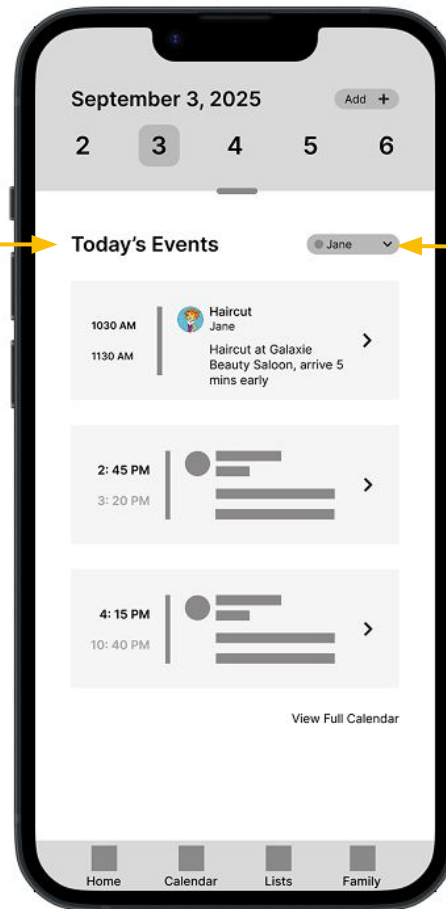 September 3, 2025
Add +
2 3 4 5 6
Today's Events
Jane
1030 AM
1130 AM
Haircut
Jane
Haircut at Galaxie
Beauty Saloon, arrive 5
mins early
2: 45 PM
3: 20 PM
4: 15 PM
10: 40 PM
View Full Calendar
Home Calendar Lists Family